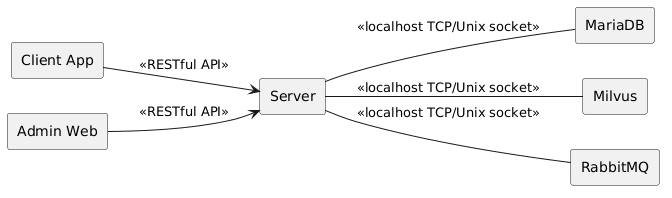 Client App
Admin Web
«RESTful API»
«RESTful API»
Server
«localhost TCP/Unix socket»
«localhost TCP/Unix socket»
«localhost TCP/Unix socket»
MariaDB
Milvus
RabbitMQ